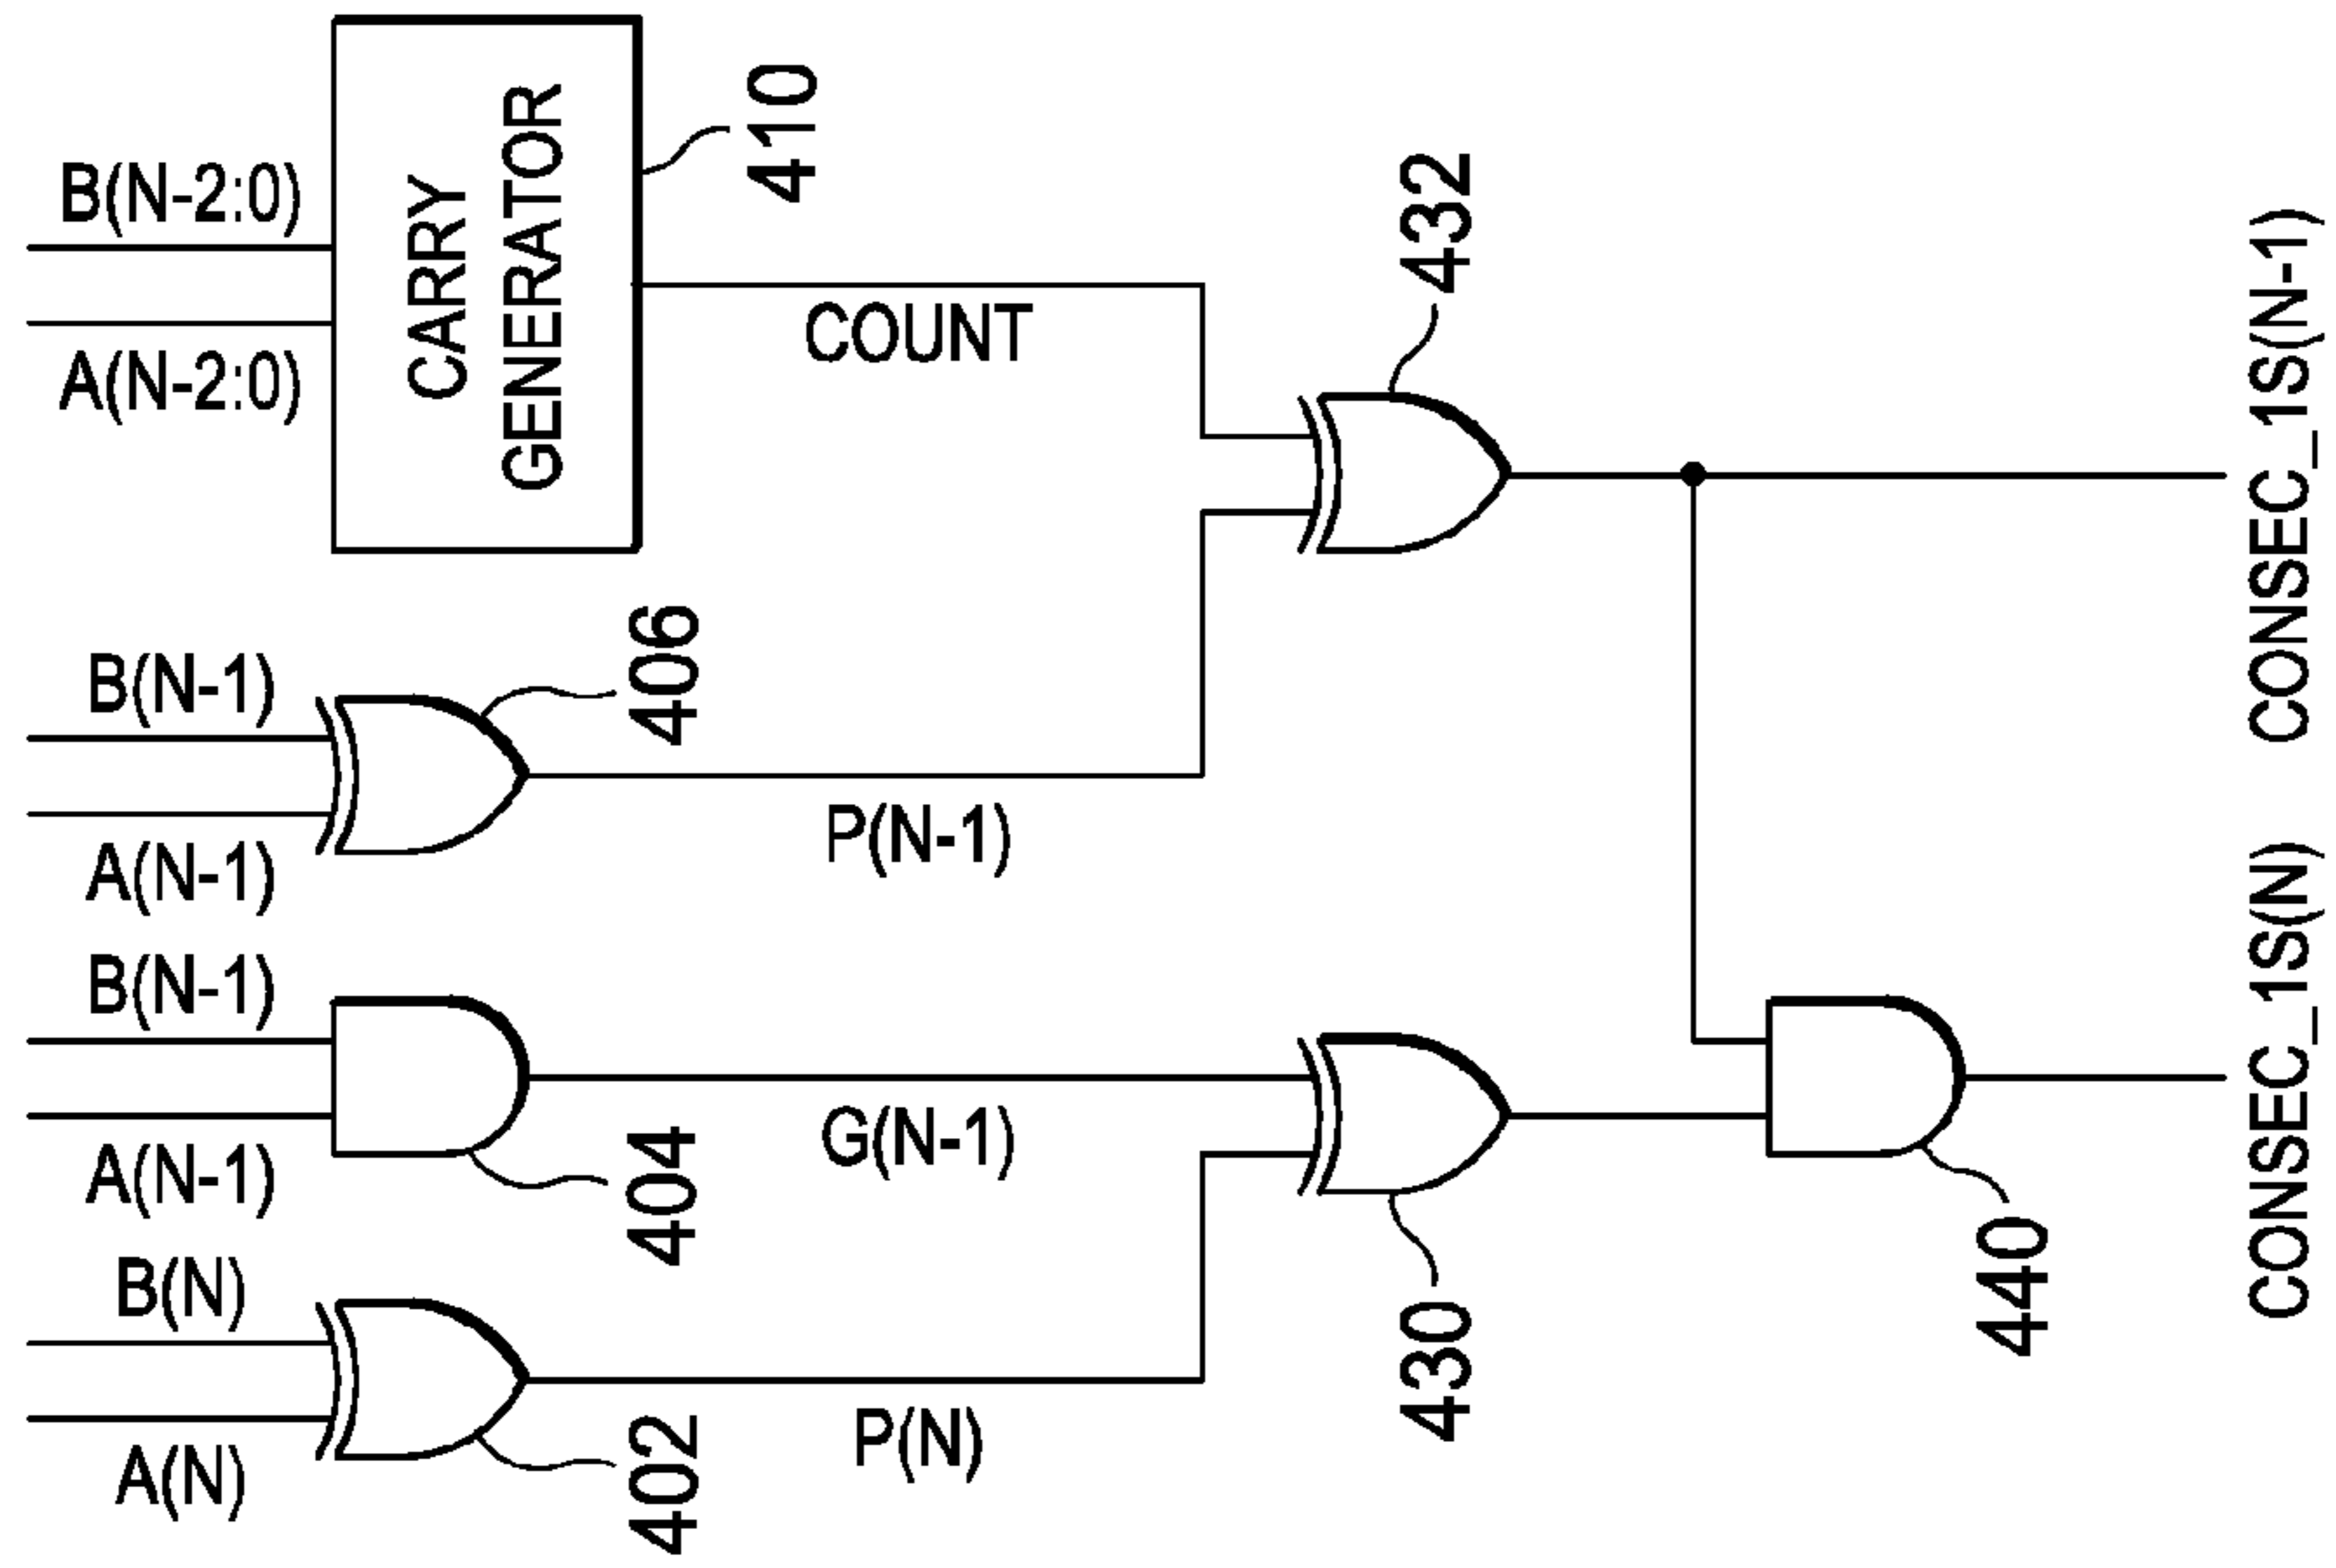 B(N-2:0)
A(N-2:0)
CARRY
GENERATOR
410
COUNT
432
B(N-1)
A(N-1)
406
P(N-1)
B(N-1)
A(N-1)
404
G(N-1)
B(N)
A(N)
402
P(N)
430
440
CONSEC_1S(N-1)
CONSEC_1S(N)